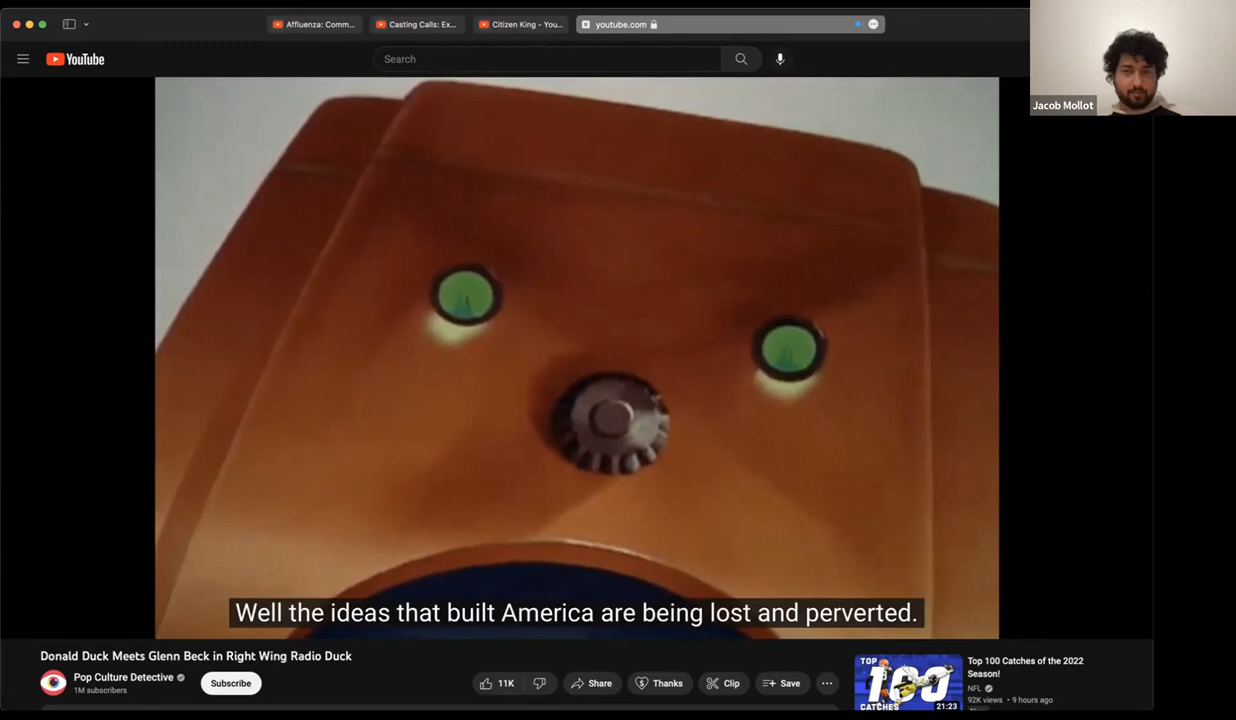 Affluenza: Comm...
Casting Calls: Ex...
Citizen King - You...
youtube.com
YouTube
Search
Jacob Mollot
Well the ideas that built America are being lost and perverted.
Donald Duck Meets Glenn Beck in Right Wing Radio Duck
Pop Culture Detective
1M subscribers
Subscribe
11K
Share
Thanks
Clip
Save
TOP
100
CATCHES
21:23
Top 100 Catches of the 2022
Season!
NFL
92K views • 9 hours ago